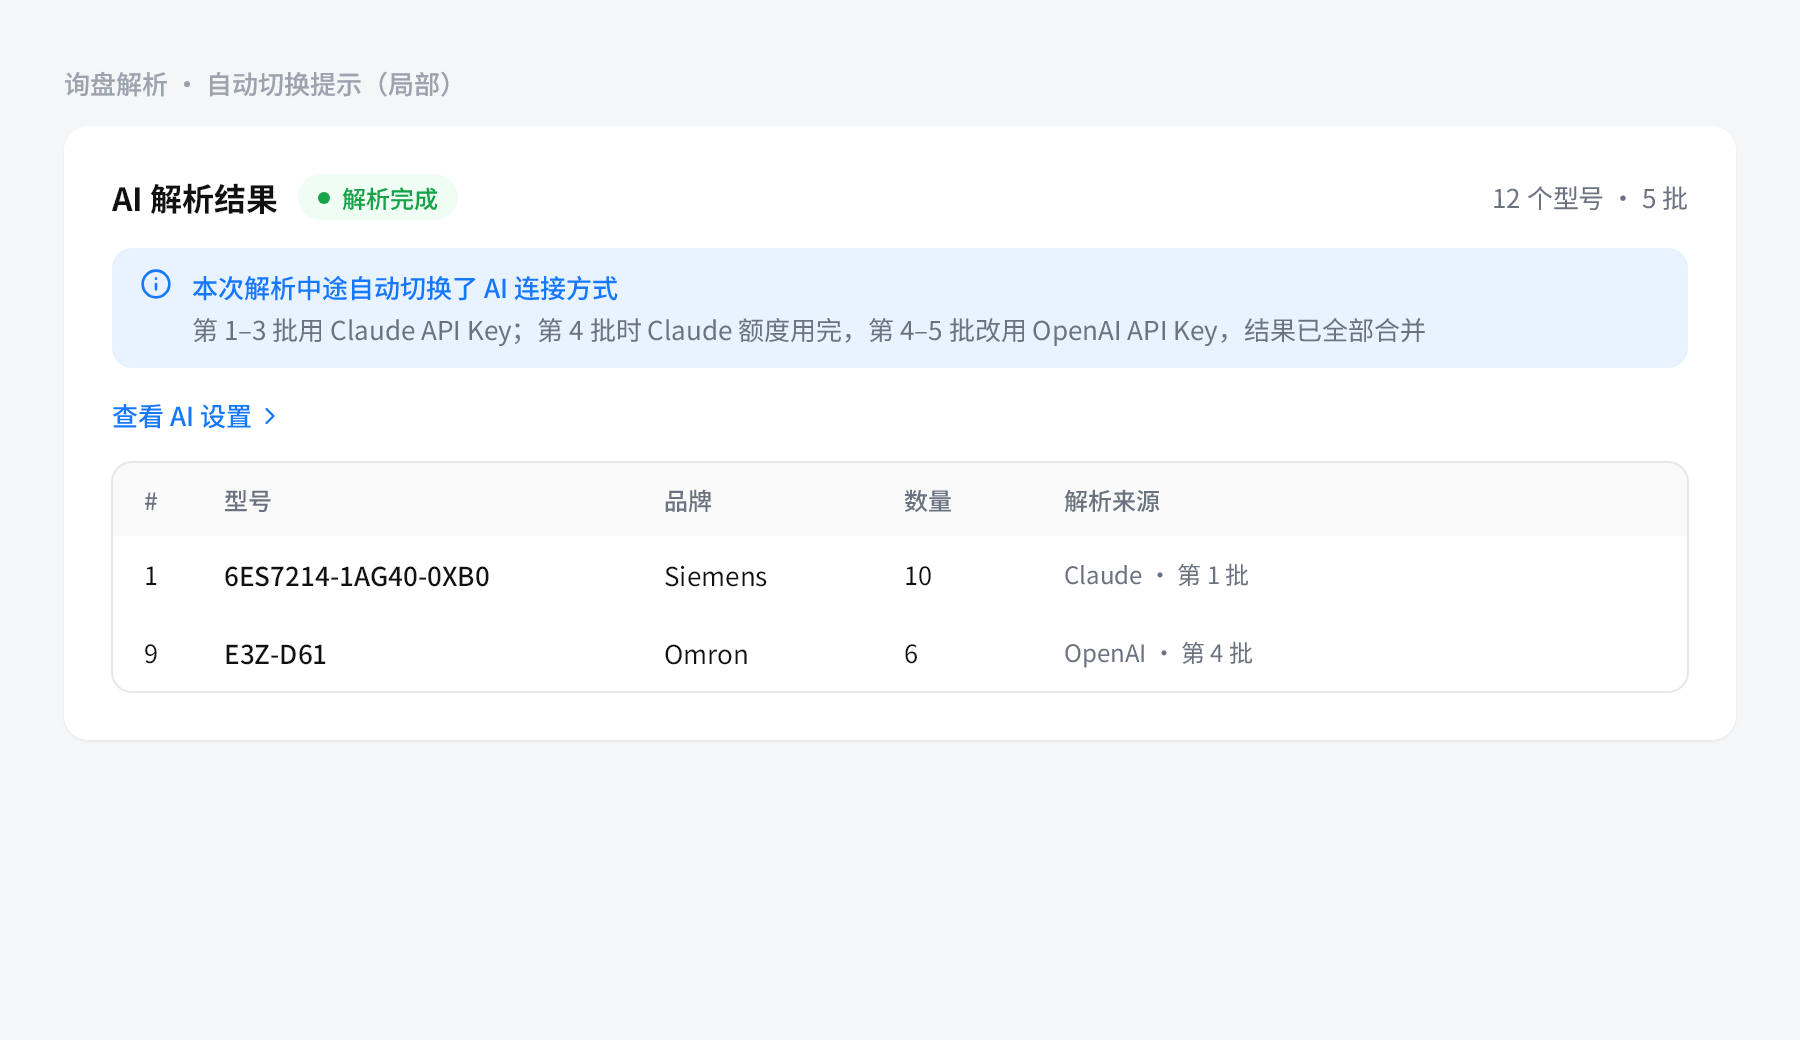 询盘解析 · 自动切换提示（局部）
AI 解析结果
解析完成
12 个型号 · 5 批
本次解析中途自动切换了 AI 连接方式
第 1–3 批用 Claude API Key；第 4 批时 Claude 额度用完，第 4–5 批改用 OpenAI API Key，结果已全部合并
查看 AI 设置
# 型号 品牌 数量 解析来源
1 6ES7214-1AG40-0XB0 Siemens 10 Claude · 第 1 批
9 E3Z-D61 Omron 6 OpenAI · 第 4 批